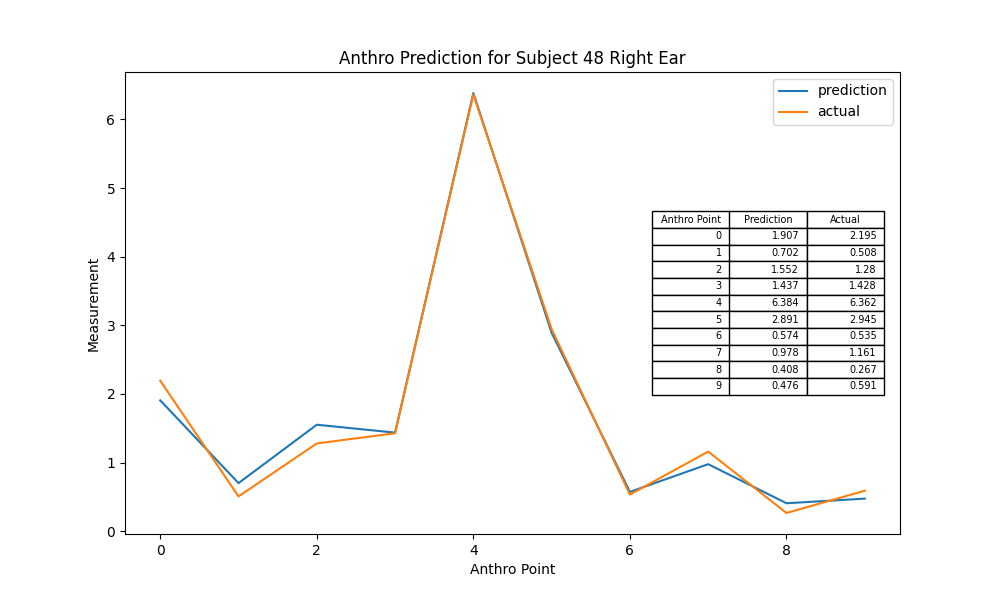 Anthro Prediction for Subject 48 Right Ear
prediction
actual
6
5
4
3
2
1
0
Measurement
Anthro Point Prediction Actual
0 1.907 2.195
1 0.702 0.508
2 1.552 1.28
3 1.437 1.428
4 6.384 6.362
5 2.891 2.945
6 0.574 0.535
7 0.978 1.161
8 0.408 0.267
9 0.476 0.591
0 2 4 6 8
Anthro Point